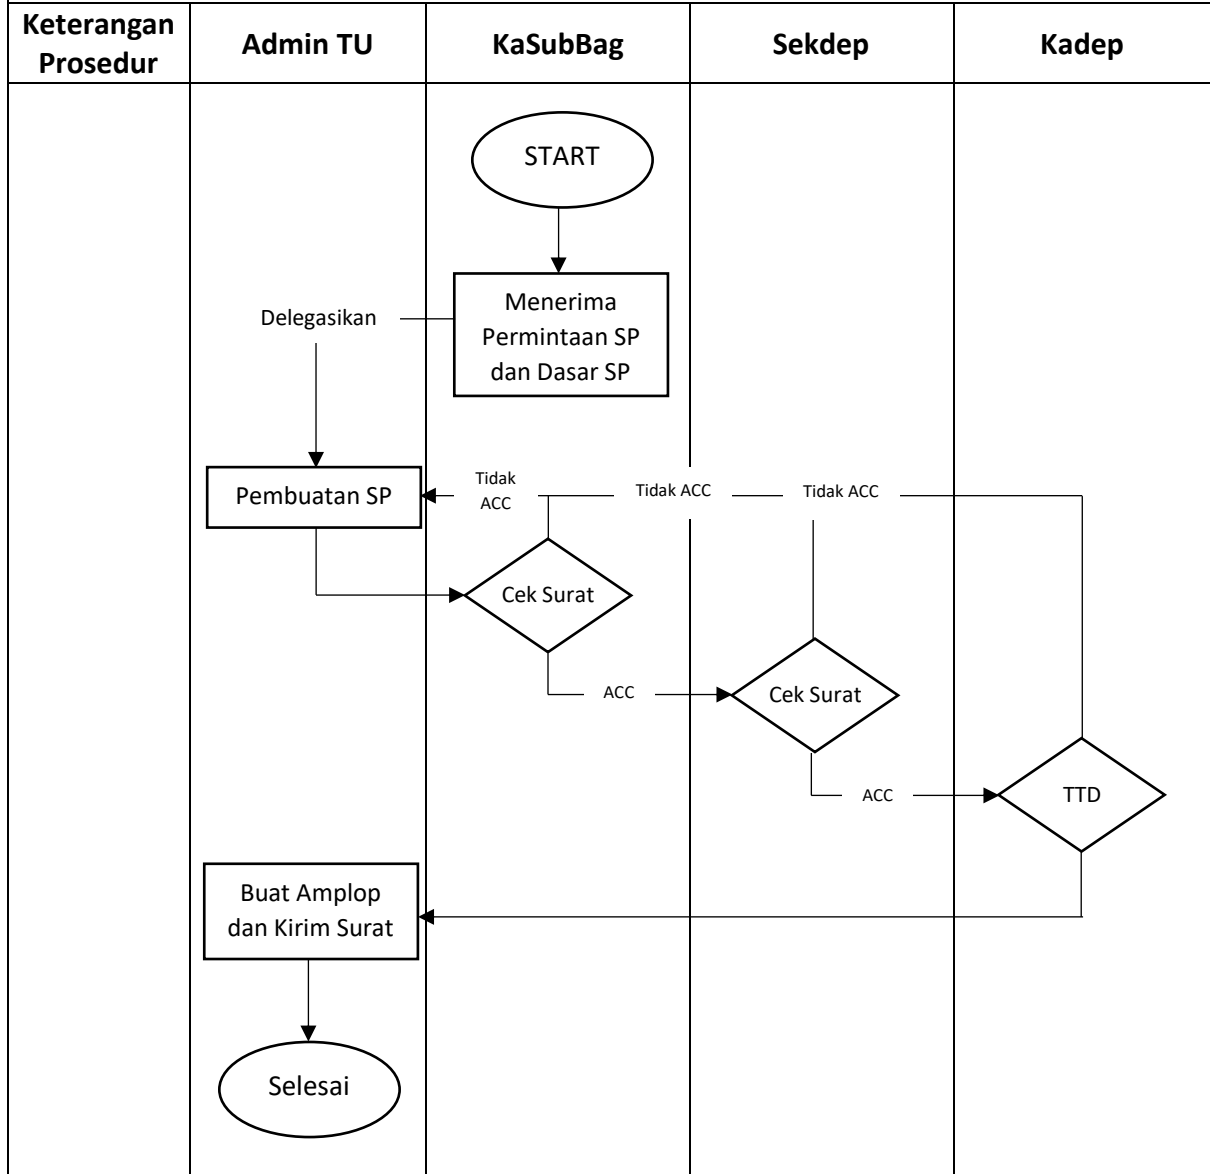 Keterangan
Prosedur
Admin TU
KaSubBag
Sekdep
Kadep
START
Menerima
Permintaan SP
dan Dasar SP
Delegasikan
Pembuatan SP
Tidak
ACC
Tidak ACC
Tidak ACC
Cek Surat
ACC
Cek Surat
ACC
TTD
Buat Amplop
dan Kirim Surat
Selesai